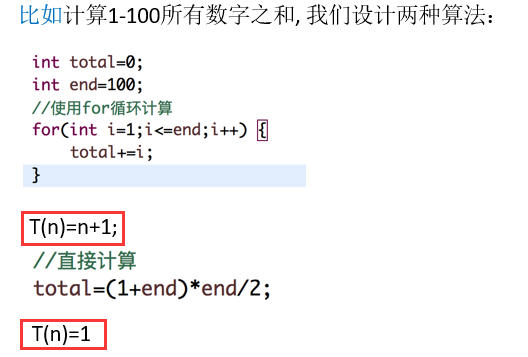 比如计算1-100所有数字之和, 我们设计两种算法：
int total=0;
int end=100;
//使用for循环计算
for(int i=1;i<=end;i++) {
total+=i;
}
T(n)=n+1;
//直接计算
total=(1+end)*end/2;
T(n)=1